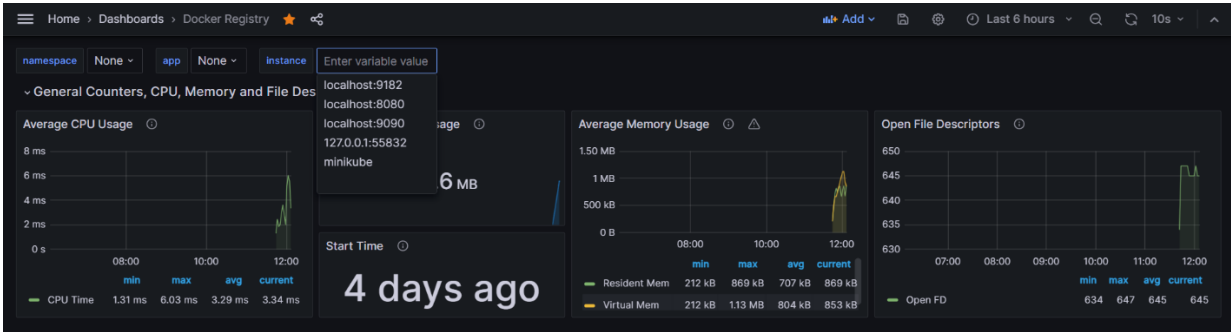 Home › Dashboards › Docker Registry
Add
Last 6 hours
10s
namespace None app None instance Enter variable value
localhost:9182
localhost:8080
localhost:9090
127.0.0.1:55832
minikube
General Counters, CPU, Memory and File Des
Average CPU Usage
8 ms
6 ms
4 ms
2 ms
0 s
08:00 10:00 12:00
min max avg current
CPU Time 1.31 ms 6.03 ms 3.29 ms 3.34 ms
sage
.6 MB
Start Time
4 days ago
Average Memory Usage
1.50 MB
1 MB
500 kB
0 B
08:00 10:00 12:00
min max avg current
Resident Mem 212 kB 869 kB 707 kB 869 kB
Virtual Mem 212 kB 1.13 MB 804 kB 853 kB
Open File Descriptors
650
645
640
635
630
07:00 08:00 09:00 10:00 11:00 12:00
min max avg current
Open FD 634 647 645 645